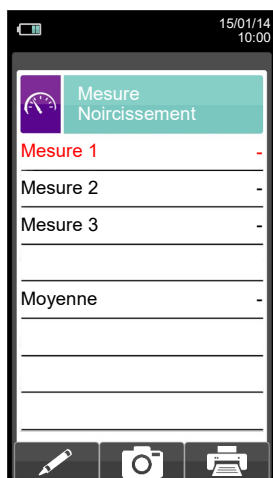 15/01/14
10:00
Mesure
Noircissement
Mesure 1 -
Mesure 2 -
Mesure 3 -
Moyenne -